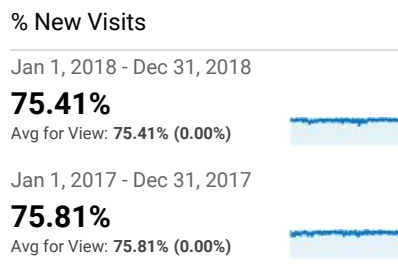 % New Visits
Jan 1, 2018 - Dec 31, 2018
75.41%
Avg for View: 75.41% (0.00%)
Jan 1, 2017 - Dec 31, 2017
75.81%
Avg for View: 75.81% (0.00%)